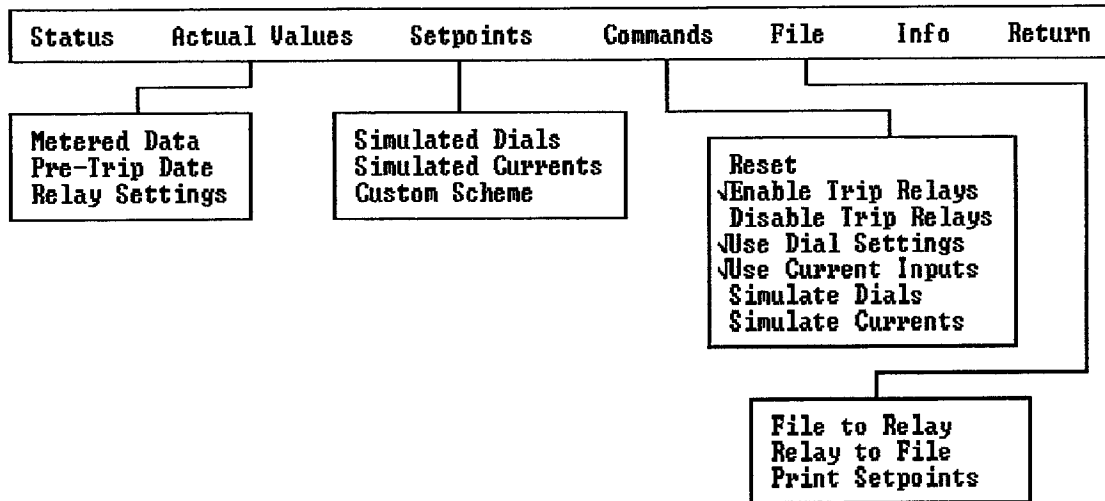 Status Actual Values Setpoints Commands File Info Return
Metered Data
Pre-Trip Date
Relay Settings
Simulated Dials
Simulated Currents
Custom Scheme
Reset
√Enable Trip Relays
Disable Trip Relays
√Use Dial Settings
√Use Current Inputs
Simulate Dials
Simulate Currents
File to Relay
Relay to File
Print Setpoints